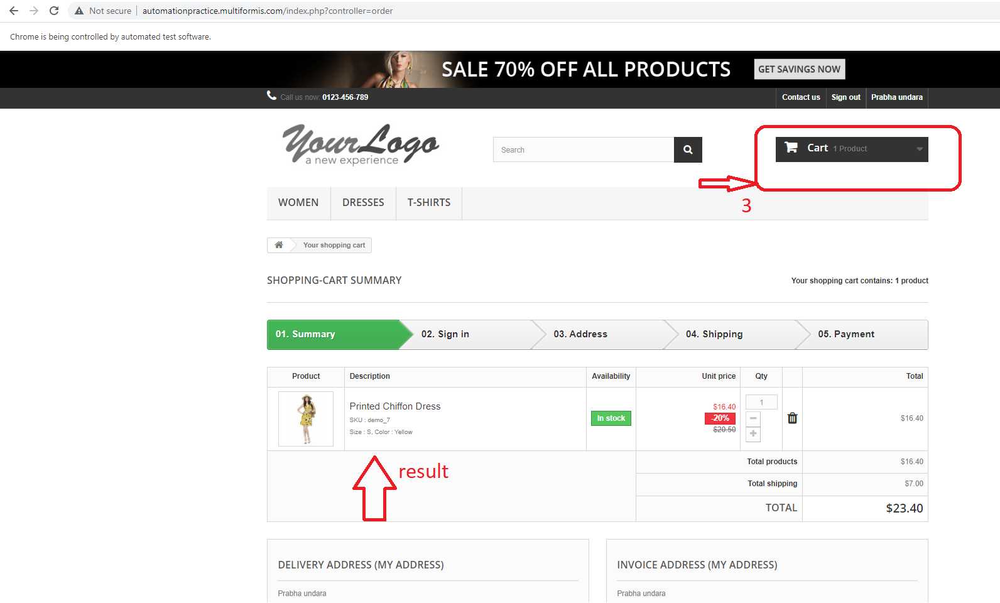 Not secure automationpractice.multiformis.com/index.php?controller=order
Chrome is being controlled by automated test software.
SALE 70% OFF ALL PRODUCTS GET SAVINGS NOW
Call us now: 0123-456-789 Contact us Sign out Prabha undara
YourLogo
a new experience
Search
Cart 1 Product
3
WOMEN DRESSES T-SHIRTS
Your shopping cart
SHOPPING-CART SUMMARY Your shopping cart contains: 1 product
01. Summary 02. Sign in 03. Address 04. Shipping 05. Payment
Product Description Availability Unit price Qty Total
Printed Chiffon Dress
SKU : demo_7
Size : S, Color : Yellow
In stock
$16.40
-20%
$20.50
1
$16.40
result
Total products $16.40
Total shipping $7.00
TOTAL $23.40
DELIVERY ADDRESS (MY ADDRESS) INVOICE ADDRESS (MY ADDRESS)
Prabha undara Prabha undara